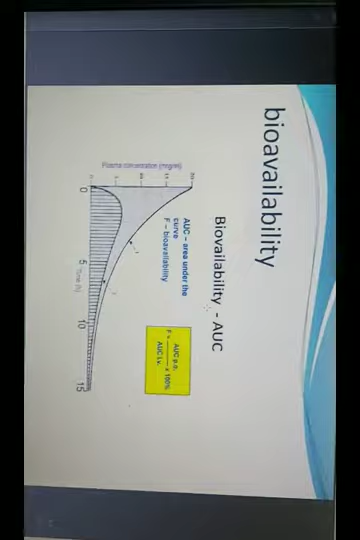 bioavailability
Biovailability - AUC
AUC – area under the
curve
F – bioavailability
AUC p.o.
F = ――― x 100%
AUC i.v.
Plasma concentration (mg/ml)
0
5
10
15
Time (h)